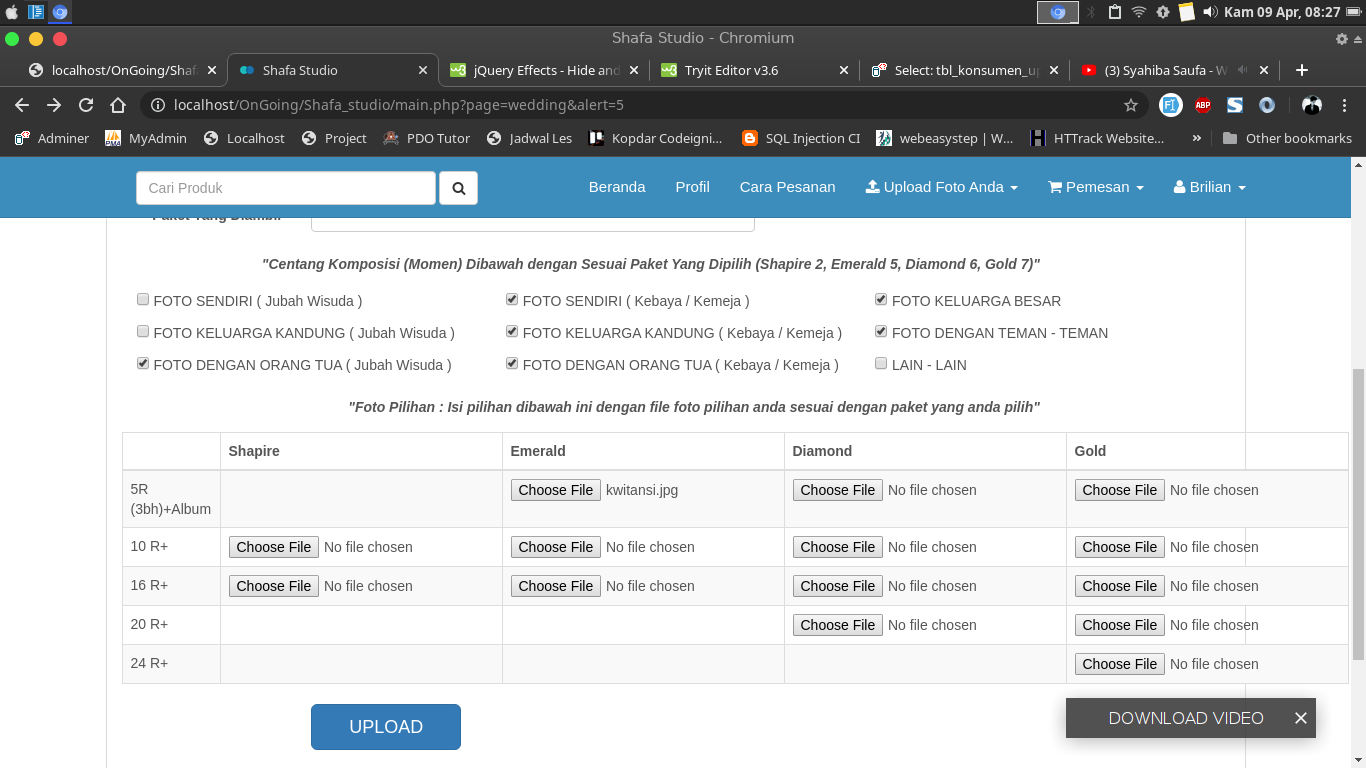 Kam 09 Apr, 08:27
Shafa Studio - Chromium
localhost/OnGoing/Shaf
Shafa Studio
jQuery Effects - Hide and
Tryit Editor v3.6
Select: tbl_konsumen_up
(3) Syahiba Saufa - W
localhost/OnGoing/Shafa_studio/main.php?page=wedding&alert=5
ABP
Adminer
MyAdmin
Localhost
Project
PDO Tutor
Jadwal Les
Kopdar Codeigni...
SQL Injection CI
webeasystep | W...
HTTrack Website...
»
Other bookmarks
Cari Produk
Beranda
Profil
Cara Pesanan
Upload Foto Anda
Pemesan
Brilian
Paket Yang Diambil
"Centang Komposisi (Momen) Dibawah dengan Sesuai Paket Yang Dipilih (Shapire 2, Emerald 5, Diamond 6, Gold 7)"
FOTO SENDIRI ( Jubah Wisuda )
FOTO SENDIRI ( Kebaya / Kemeja )
FOTO KELUARGA BESAR
FOTO KELUARGA KANDUNG ( Jubah Wisuda )
FOTO KELUARGA KANDUNG ( Kebaya / Kemeja )
FOTO DENGAN TEMAN - TEMAN
FOTO DENGAN ORANG TUA ( Jubah Wisuda )
FOTO DENGAN ORANG TUA ( Kebaya / Kemeja )
LAIN - LAIN
"Foto Pilihan : Isi pilihan dibawah ini dengan file foto pilihan anda sesuai dengan paket yang anda pilih"
Shapire
Emerald
Diamond
Gold
5R
(3bh)+Album
Choose File kwitansi.jpg
Choose File No file chosen
Choose File No file chosen
10 R+
Choose File No file chosen
Choose File No file chosen
Choose File No file chosen
Choose File No file chosen
16 R+
Choose File No file chosen
Choose File No file chosen
Choose File No file chosen
Choose File No file chosen
20 R+
Choose File No file chosen
Choose File No file chosen
24 R+
Choose File No file chosen
UPLOAD
DOWNLOAD VIDEO